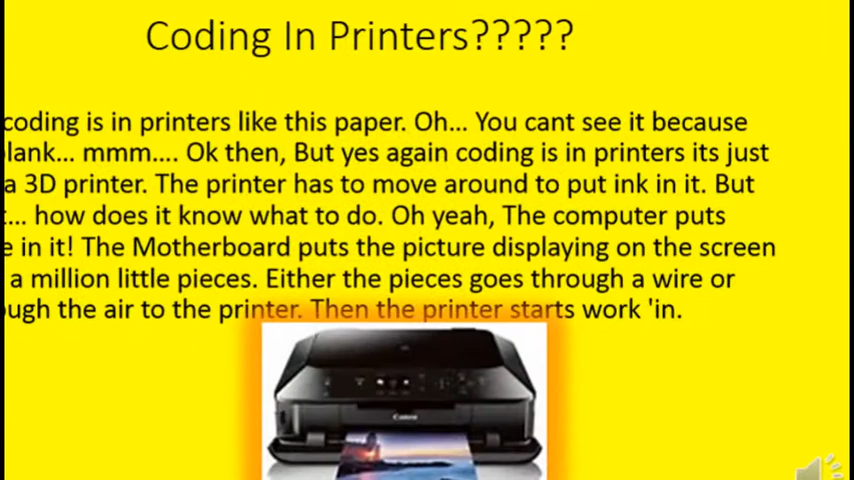 Coding In Printers?????
coding is in printers like this paper. Oh... You cant see it because
lank... mmm.... Ok then, But yes again coding is in printers its just
a 3D printer. The printer has to move around to put ink in it. But
t... how does it know what to do. Oh yeah, The computer puts
e in it! The Motherboard puts the picture displaying on the screen
a million little pieces. Either the pieces goes through a wire or
ough the air to the printer. Then the printer starts work 'in.
Canon